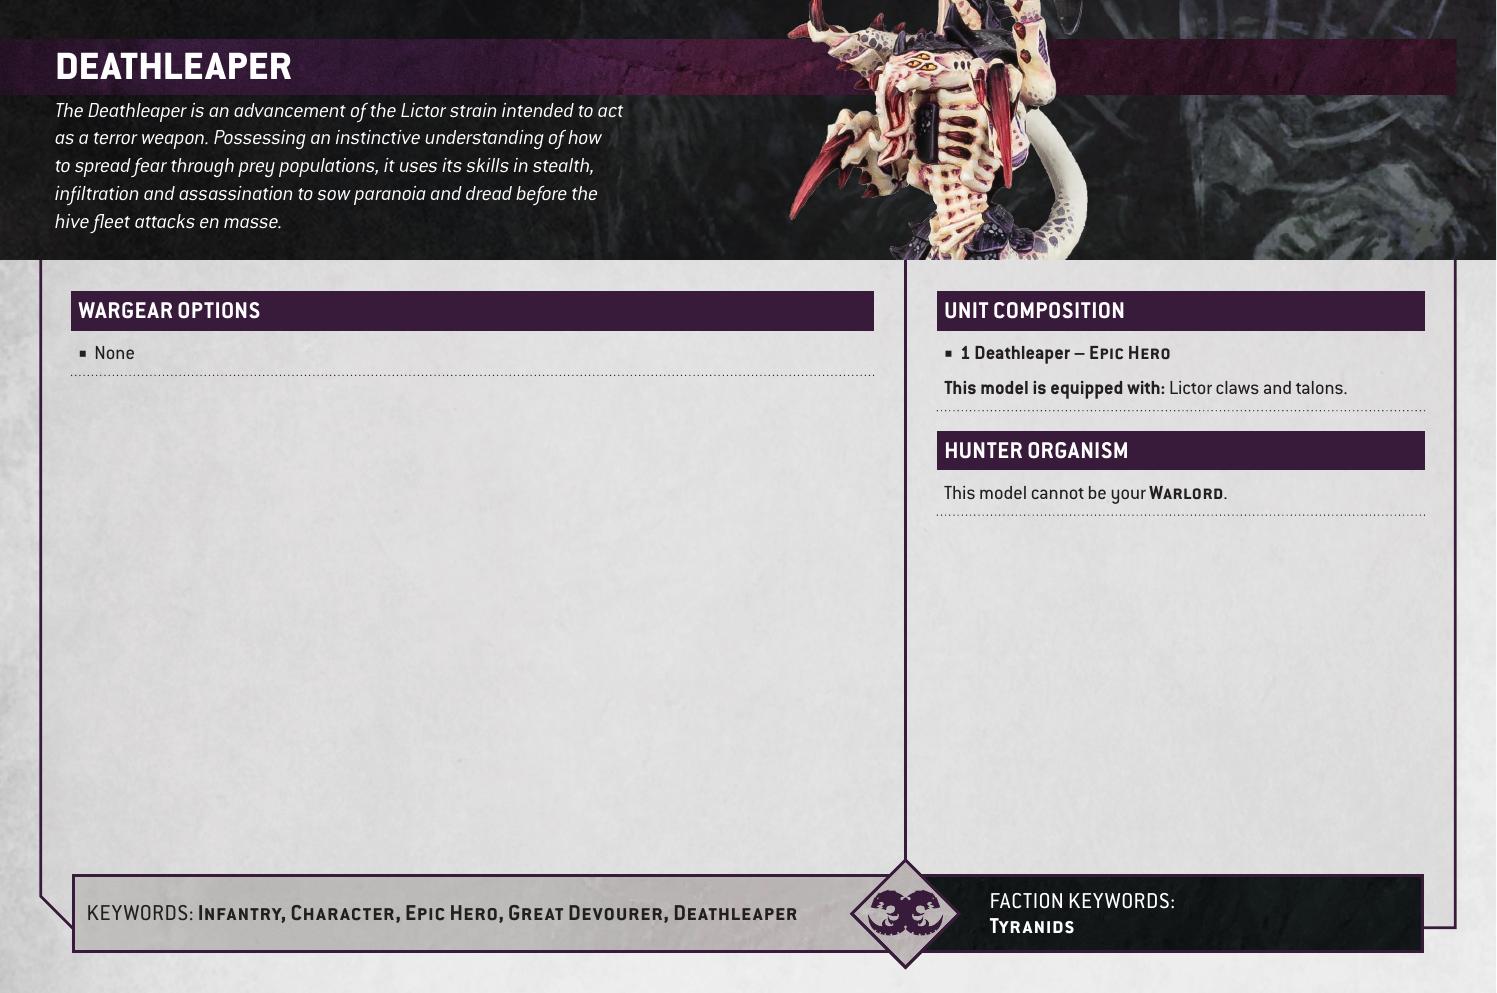 DEATHLEAPER
The Deathleaper is an advancement of the Lictor strain intended to act
as a terror weapon. Possessing an instinctive understanding of how
to spread fear through prey populations, it uses its skills in stealth,
infiltration and assassination to sow paranoia and dread before the
hive fleet attacks en masse.
WARGEAR OPTIONS
■ None
UNIT COMPOSITION
■ 1 Deathleaper – Epic Hero
This model is equipped with: Lictor claws and talons.
HUNTER ORGANISM
This model cannot be your Warlord.
KEYWORDS: Infantry, Character, Epic Hero, Great Devourer, Deathleaper
FACTION KEYWORDS:
Tyranids